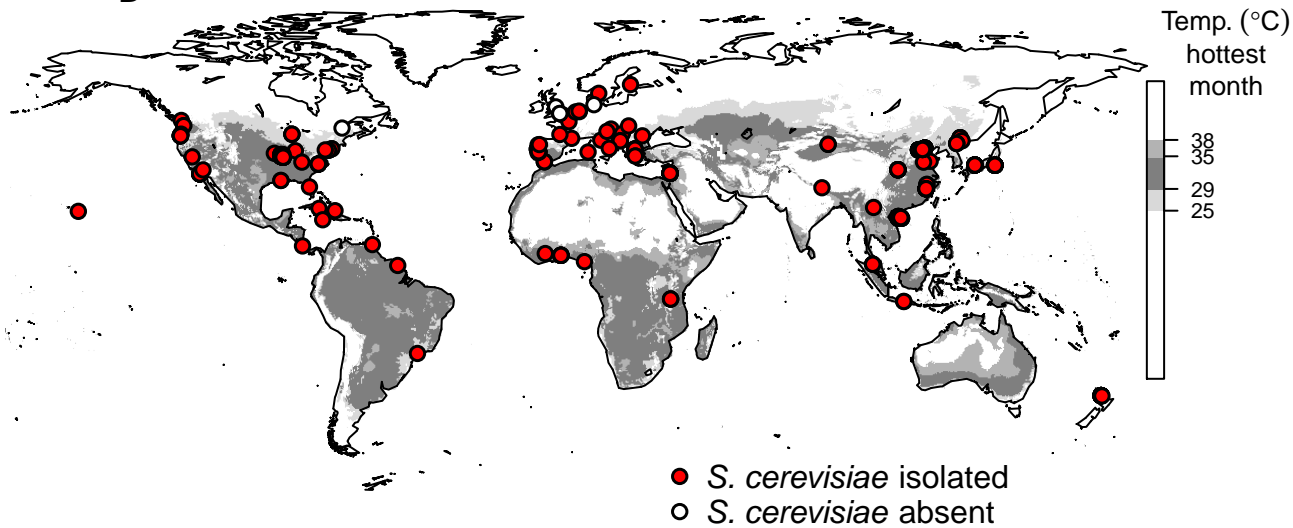 Temp. (°C)
hottest
month
38
35
29
25
S. cerevisiae isolated
S. cerevisiae absent